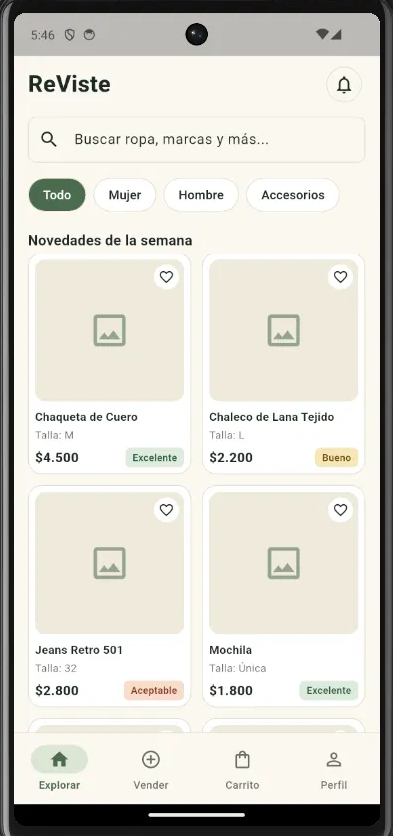 5:46
ReViste
Buscar ropa, marcas y más...
Todo Mujer Hombre Accesorios
Novedades de la semana
Chaqueta de Cuero
Talla: M
$4.500 Excelente
Chaleco de Lana Tejido
Talla: L
$2.200 Bueno
Jeans Retro 501
Talla: 32
$2.800 Aceptable
Mochila
Talla: Única
$1.800 Excelente
Explorar Vender Carrito Perfil